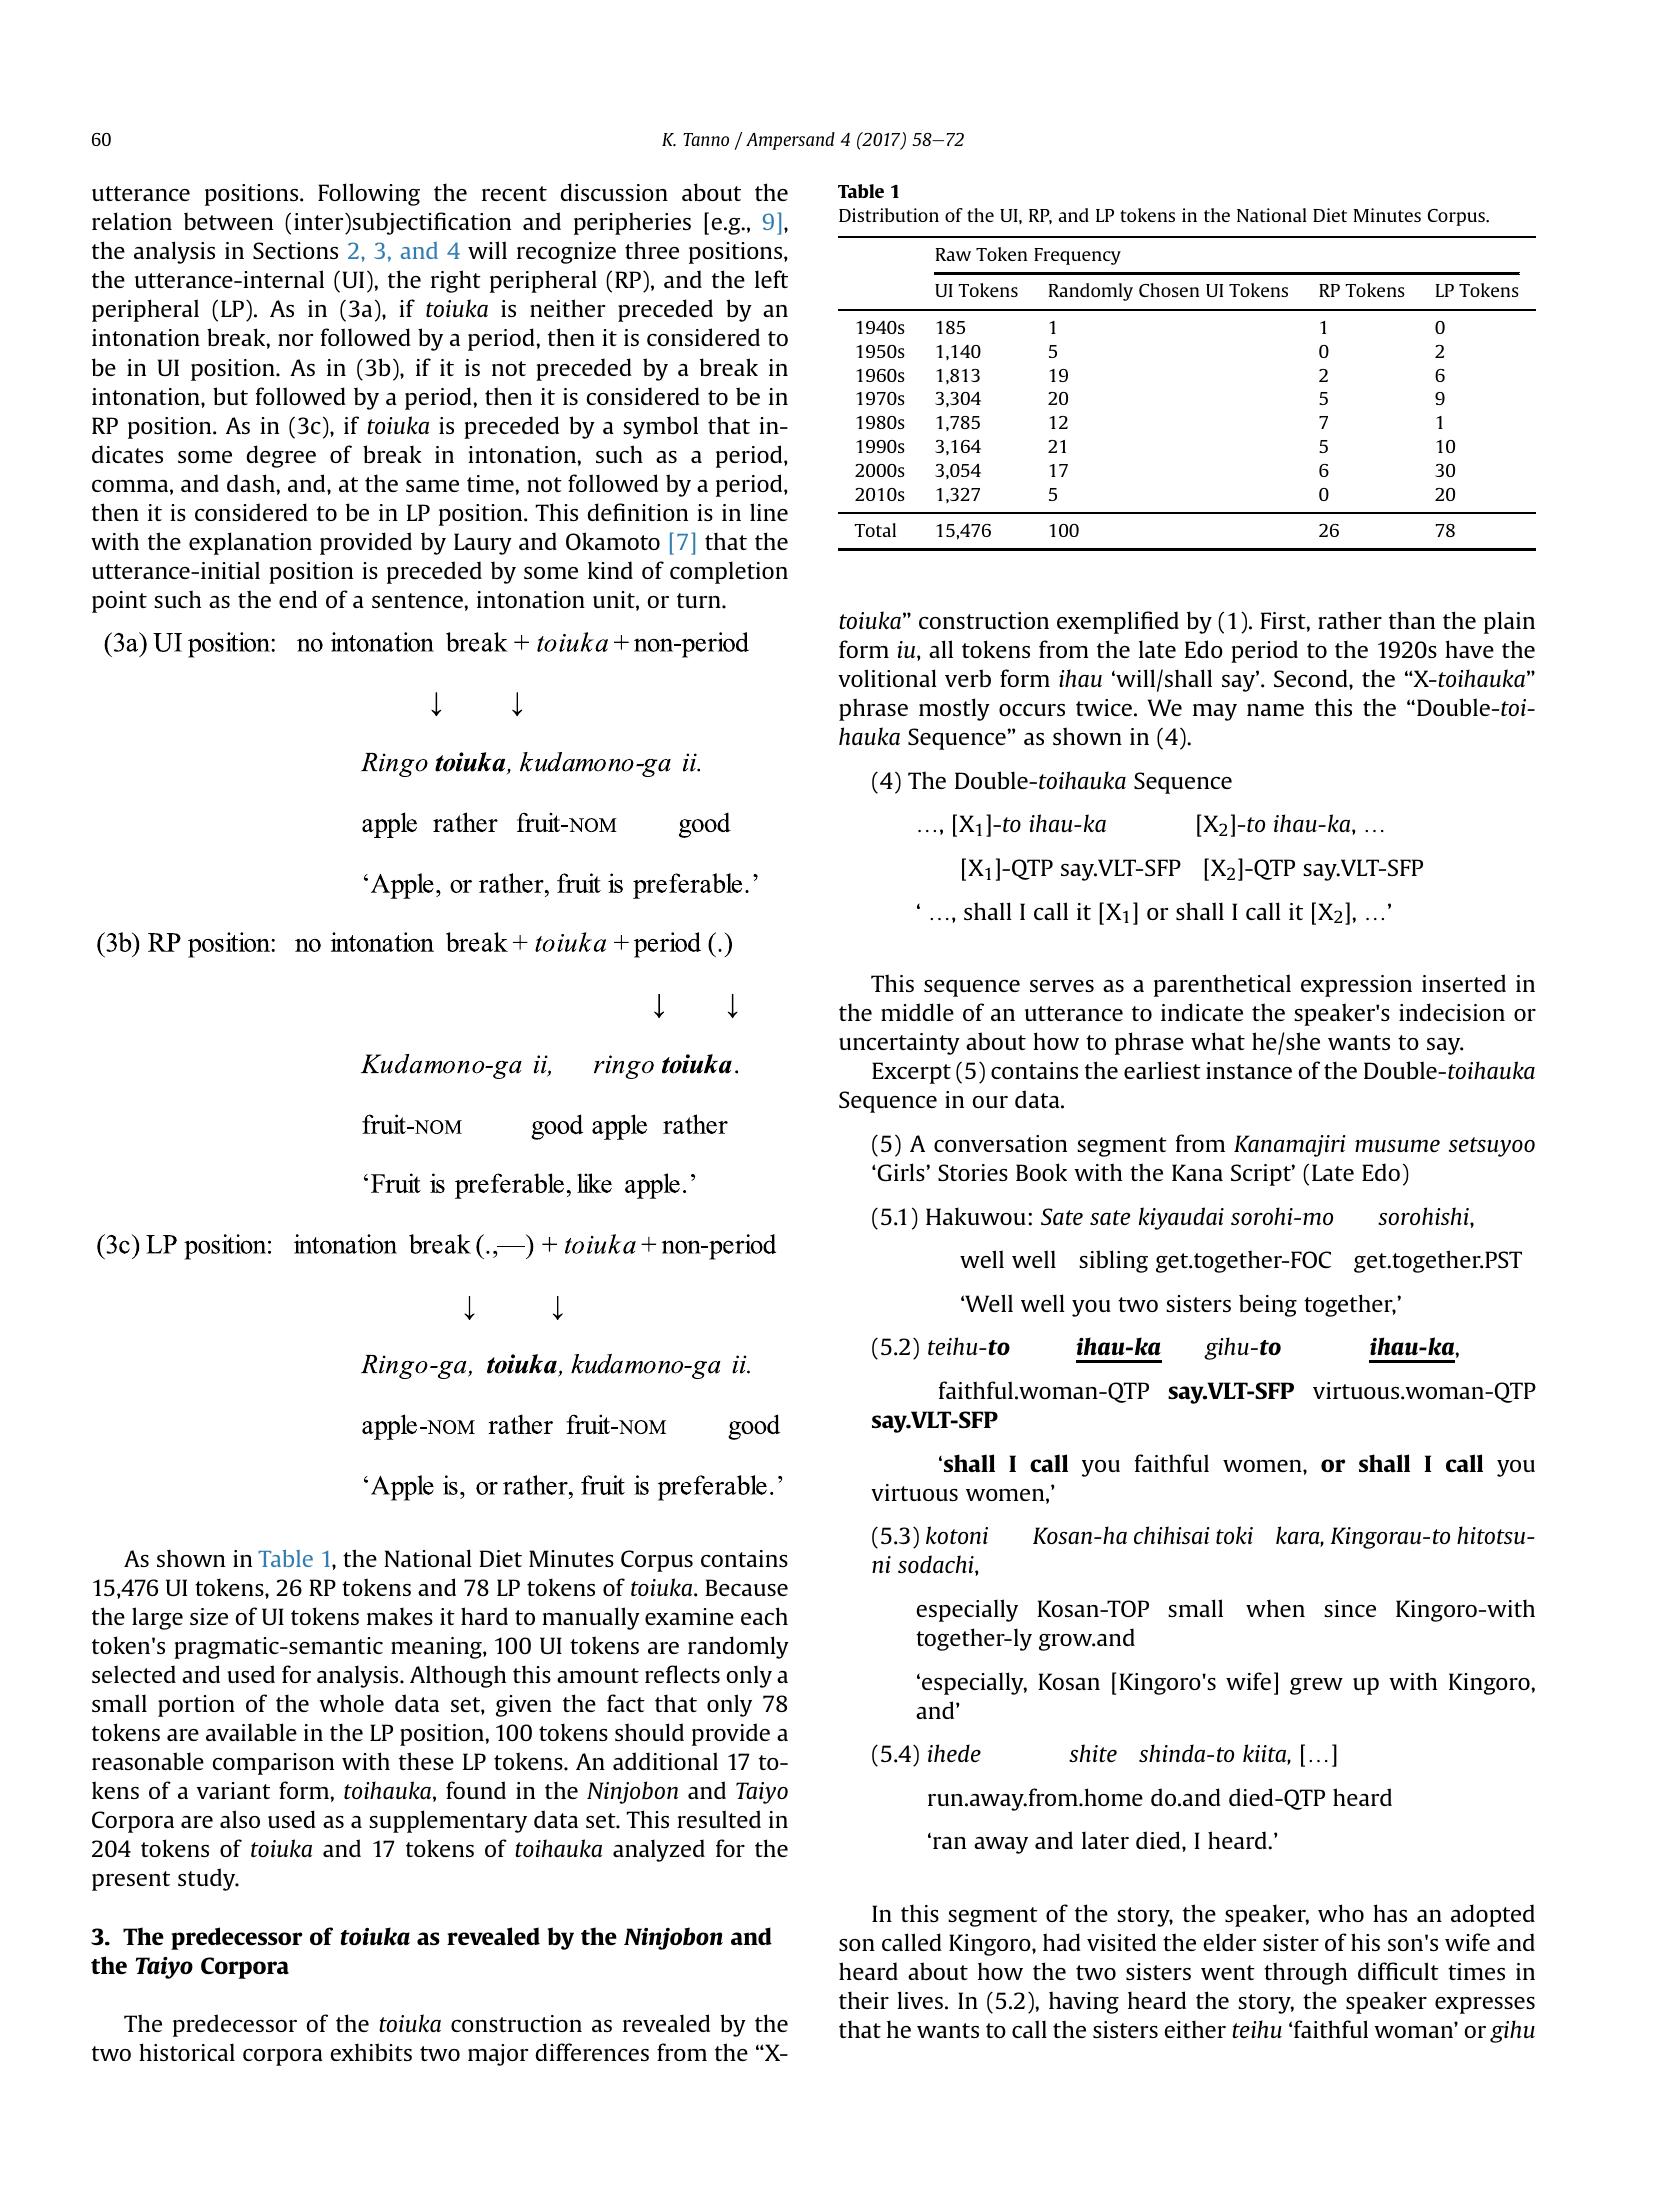 60
K. Tanno / Ampersand 4 (2017) 58–72
utterance positions. Following the recent discussion about the
relation between (inter)subjectification and peripheries [e.g., 9],
the analysis in Sections 2, 3, and 4 will recognize three positions,
the utterance-internal (UI), the right peripheral (RP), and the left
peripheral (LP). As in (3a), if toiuka is neither preceded by an
intonation break, nor followed by a period, then it is considered to
be in UI position. As in (3b), if it is not preceded by a break in
intonation, but followed by a period, then it is considered to be in
RP position. As in (3c), if toiuka is preceded by a symbol that in-
dicates some degree of break in intonation, such as a period,
comma, and dash, and, at the same time, not followed by a period,
then it is considered to be in LP position. This definition is in line
with the explanation provided by Laury and Okamoto [7] that the
utterance-initial position is preceded by some kind of completion
point such as the end of a sentence, intonation unit, or turn.
(3a) UI position: no intonation break + toiuka + non-period
↓ ↓
Ringo toiuka, kudamono-ga ii.
apple rather fruit-NOM good
‘Apple, or rather, fruit is preferable.’
(3b) RP position: no intonation break + toiuka + period (.)
↓ ↓
Kudamono-ga ii, ringo toiuka.
fruit-NOM good apple rather
‘Fruit is preferable, like apple.’
(3c) LP position: intonation break (.,—) + toiuka + non-period
↓ ↓
Ringo-ga, toiuka, kudamono-ga ii.
apple-NOM rather fruit-NOM good
‘Apple is, or rather, fruit is preferable.’
As shown in Table 1, the National Diet Minutes Corpus contains
15,476 UI tokens, 26 RP tokens and 78 LP tokens of toiuka. Because
the large size of UI tokens makes it hard to manually examine each
token's pragmatic-semantic meaning, 100 UI tokens are randomly
selected and used for analysis. Although this amount reflects only a
small portion of the whole data set, given the fact that only 78
tokens are available in the LP position, 100 tokens should provide a
reasonable comparison with these LP tokens. An additional 17 to-
kens of a variant form, toihauka, found in the Ninjobon and Taiyo
Corpora are also used as a supplementary data set. This resulted in
204 tokens of toiuka and 17 tokens of toihauka analyzed for the
present study.
3. The predecessor of toiuka as revealed by the Ninjobon and
the Taiyo Corpora
The predecessor of the toiuka construction as revealed by the
two historical corpora exhibits two major differences from the “X-
Table 1
Distribution of the UI, RP, and LP tokens in the National Diet Minutes Corpus.
Raw Token Frequency
UI Tokens Randomly Chosen UI Tokens RP Tokens LP Tokens
1940s 185 1 1 0
1950s 1,140 5 0 2
1960s 1,813 19 2 6
1970s 3,304 20 5 9
1980s 1,785 12 7 1
1990s 3,164 21 5 10
2000s 3,054 17 6 30
2010s 1,327 5 0 20
Total 15,476 100 26 78
toiuka” construction exemplified by (1). First, rather than the plain
form iu, all tokens from the late Edo period to the 1920s have the
volitional verb form ihau ‘will/shall say’. Second, the “X-toihauka”
phrase mostly occurs twice. We may name this the “Double-toi-
hauka Sequence” as shown in (4).
(4) The Double-toihauka Sequence
…, [X1]-to ihau-ka [X2]-to ihau-ka, …
[X1]-QTP say.VLT-SFP [X2]-QTP say.VLT-SFP
‘ …, shall I call it [X1] or shall I call it [X2], …’
This sequence serves as a parenthetical expression inserted in
the middle of an utterance to indicate the speaker's indecision or
uncertainty about how to phrase what he/she wants to say.
Excerpt (5) contains the earliest instance of the Double-toihauka
Sequence in our data.
(5) A conversation segment from Kanamajiri musume setsuyoo
‘Girls’ Stories Book with the Kana Script’ (Late Edo)
(5.1) Hakuwou: Sate sate kiyaudai sorohi-mo sorohishi,
well well sibling get.together-FOC get.together.PST
‘Well well you two sisters being together,’
(5.2) teihu-to ihau-ka gihu-to ihau-ka,
faithful.woman-QTP say.VLT-SFP virtuous.woman-QTP
say.VLT-SFP
‘shall I call you faithful women, or shall I call you
virtuous women,’
(5.3) kotoni Kosan-ha chihisai toki kara, Kingorau-to hitotsu-
ni sodachi,
especially Kosan-TOP small when since Kingoro-with
together-ly grow.and
‘especially, Kosan [Kingoro's wife] grew up with Kingoro,
and’
(5.4) ihede shite shinda-to kiita, […]
run.away.from.home do.and died-QTP heard
‘ran away and later died, I heard.’
In this segment of the story, the speaker, who has an adopted
son called Kingoro, had visited the elder sister of his son's wife and
heard about how the two sisters went through difficult times in
their lives. In (5.2), having heard the story, the speaker expresses
that he wants to call the sisters either teihu ‘faithful woman’ or gihu